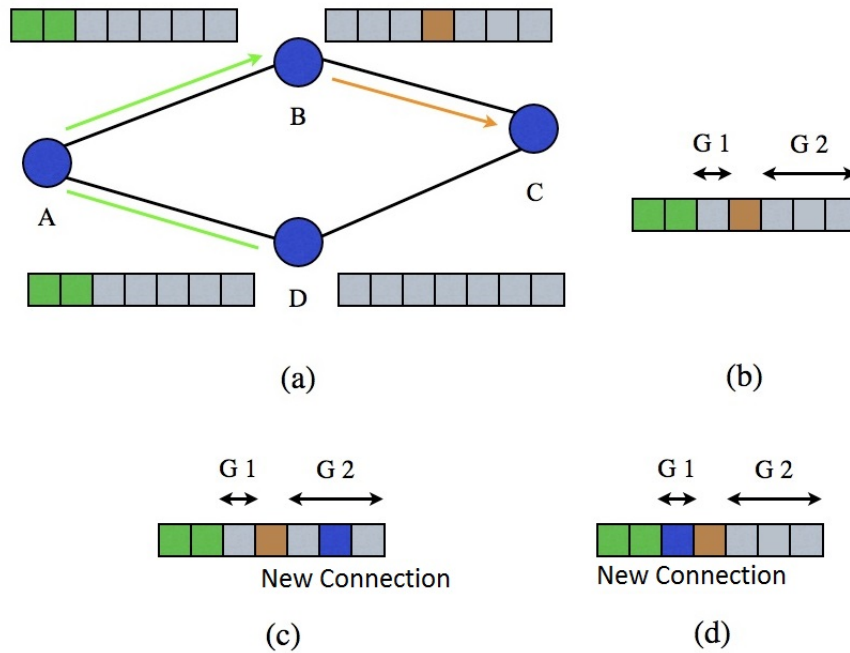 B
A
C
D
(a)
G 1
G 2
(b)
G 1
G 2
New Connection
(c)
G 1
G 2
New Connection
(d)